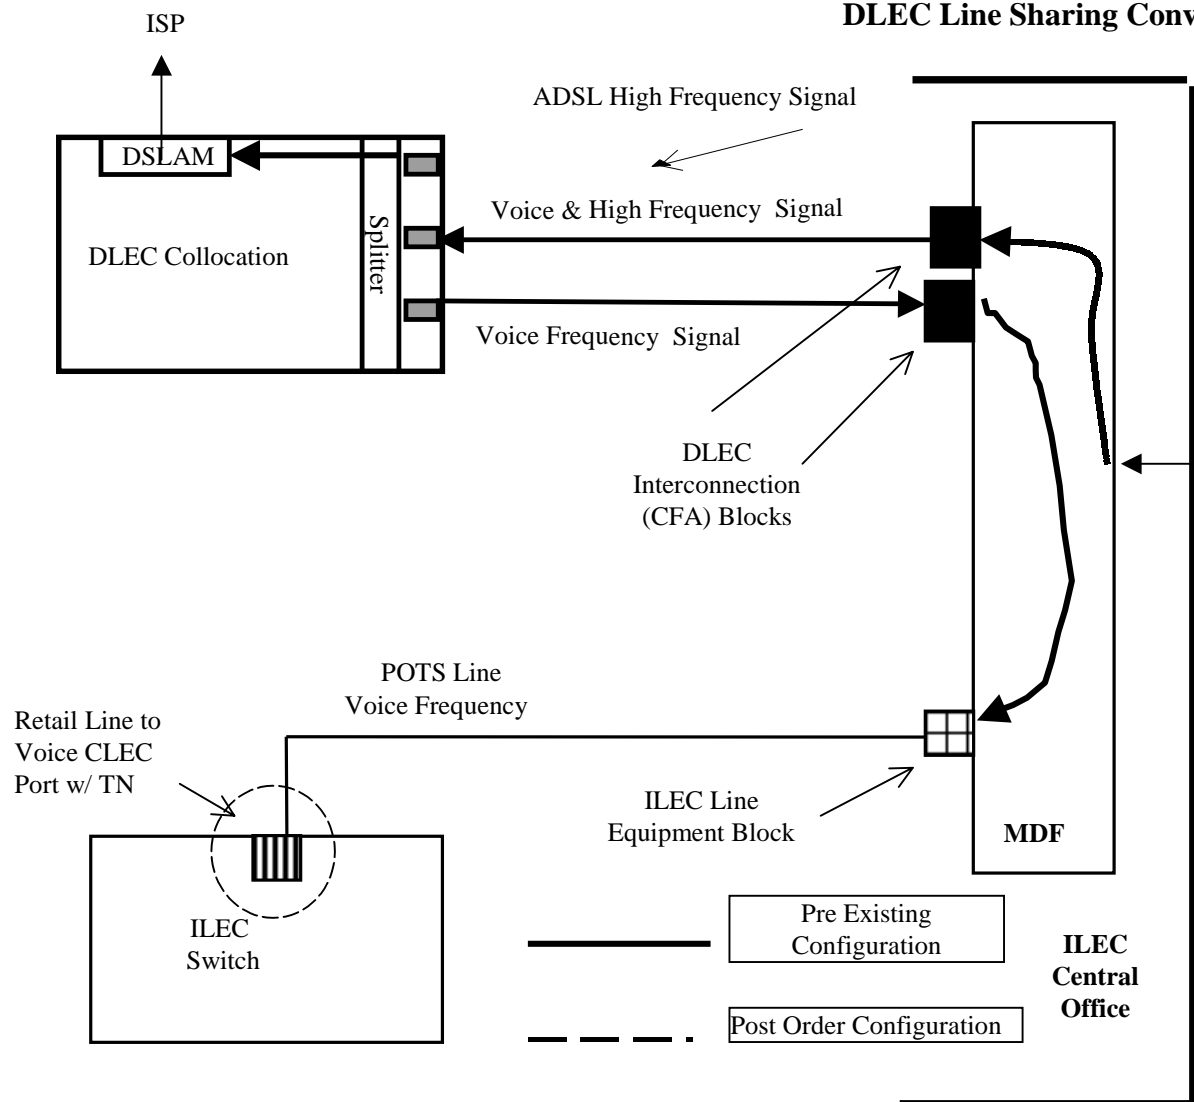 DLEC Line Sharing Conv
ISP
ADSL High Frequency Signal
DSLAM
Voice & High Frequency Signal
Splitter
DLEC Collocation
Voice Frequency Signal
DLEC
Interconnection
(CFA) Blocks
POTS Line
Voice Frequency
Retail Line to
Voice CLEC
Port w/ TN
ILEC Line
Equipment Block
MDF
ILEC
Switch
Pre Existing
Configuration
ILEC
Central
Office
Post Order Configuration